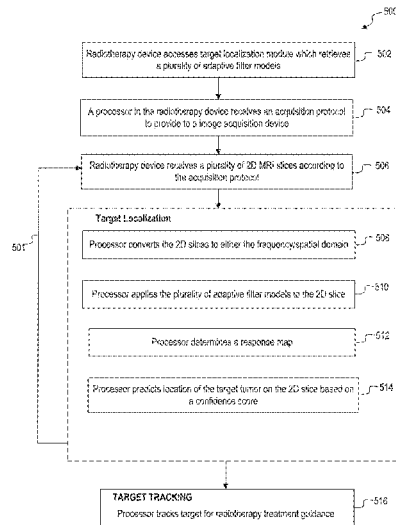 500
Radiotherapy device accesses target localization module which retrieves
a plurality of adaptive filter models
502
A processor in the radiotherapy device receives an acquisition protocol
to provide to a image acquisition device
504
Radiotherapy device receives a plurality of 2D MRI slices according to
the acquisition protocol
506
501
Target Localization
Processor converts the 2D slices to either the frequency/spatial domain
508
Processor applies the plurality of adaptive filter models to the 2D slice
510
Processor determines a response map
512
Processor predicts location of the target tumor on the 2D slice based on
a confidence score
514
TARGET TRACKING
Processor tracks target for radiotherapy treatment guidance
516